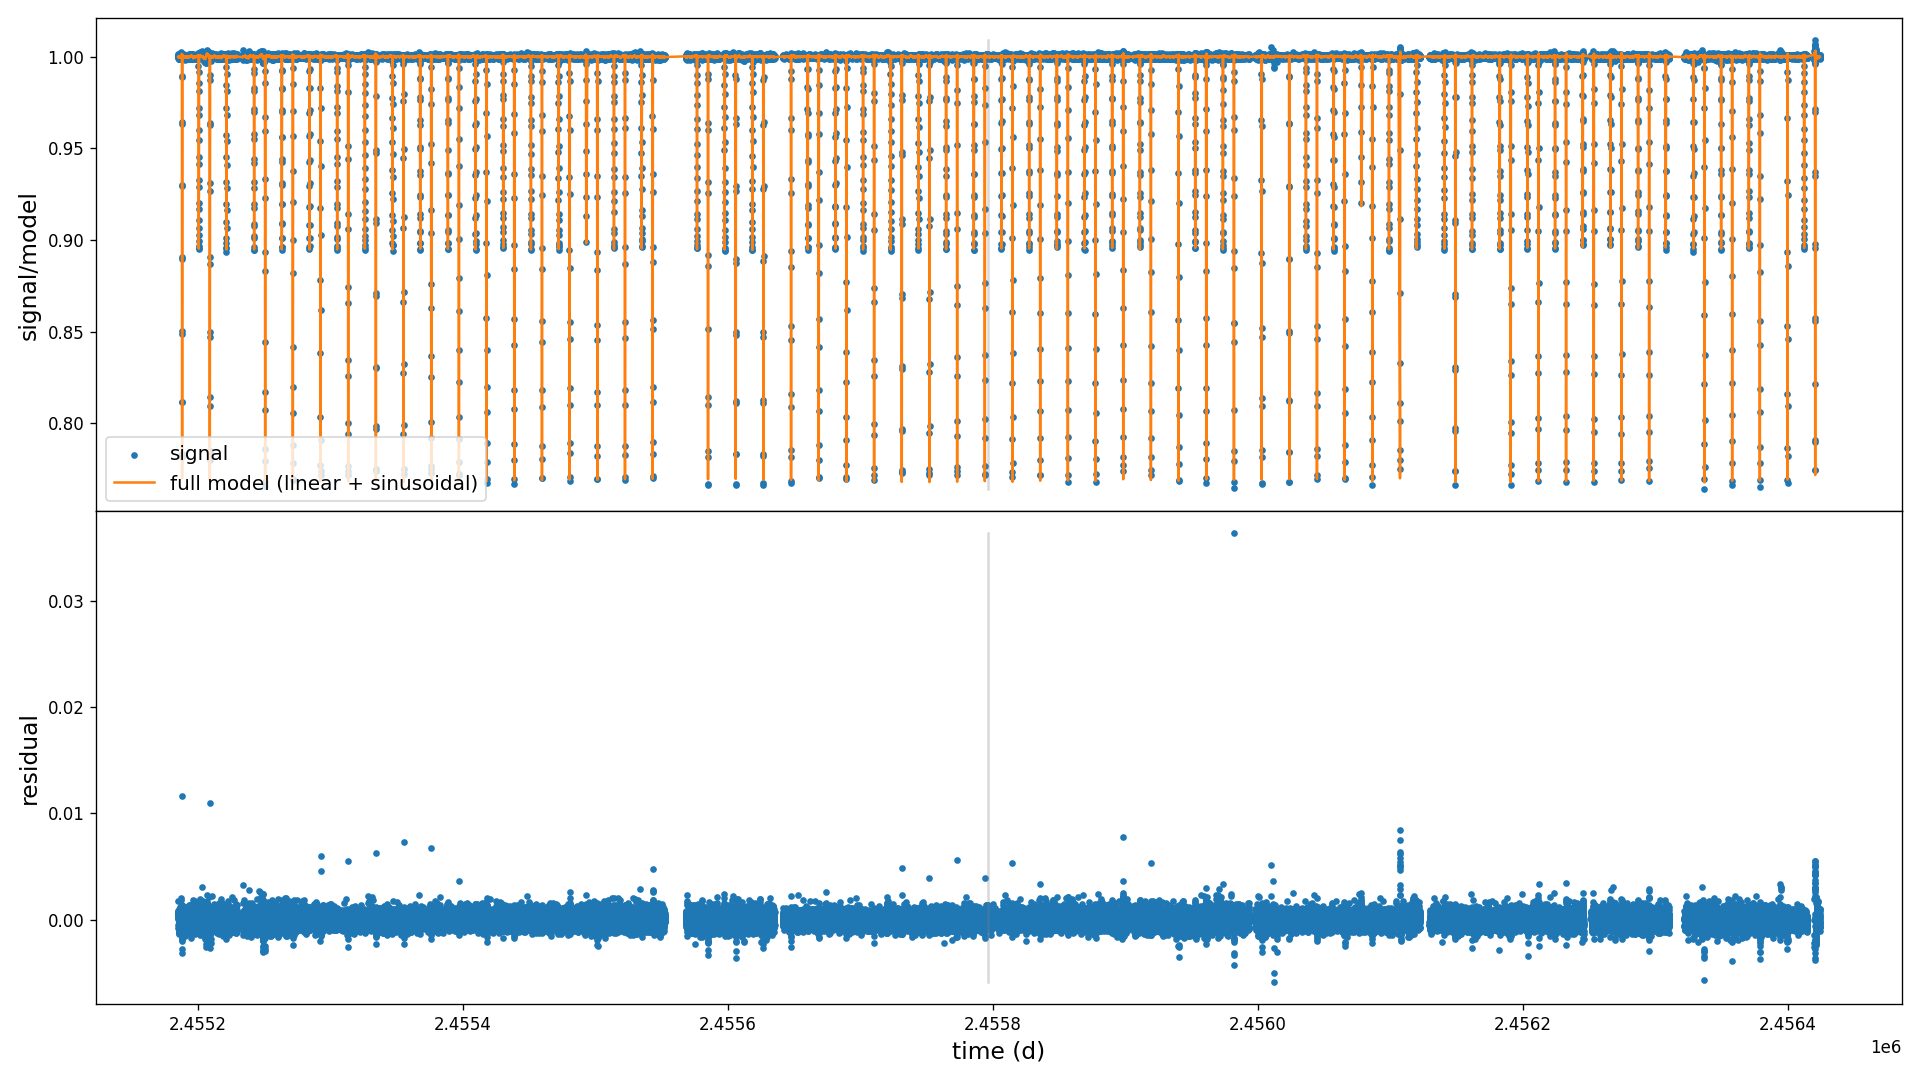 1.00
0.95
0.90
0.85
0.80
signal/model
signal
full model (linear + sinusoidal)
0.03
0.02
0.01
0.00
residual
2.4552
2.4554
2.4556
2.4558
2.4560
2.4562
2.4564
1e6
time (d)